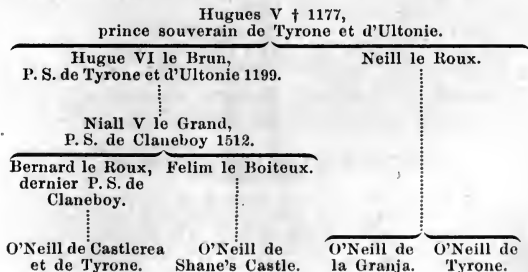 Hugues V † 1177,
prince souverain de Tyrone et d'Ultonie.
Hugue VI le Brun,
P. S. de Tyrone et d'Ultonie 1199.
Neill le Roux.
Niall V le Grand,
P. S. de Claneboy 1512.
Bernard le Roux,
dernier P. S. de
Claneboy.
Felim le Boiteux.
O'Neill de Castlerea
et de Tyrone.
O'Neill de
Shane's Castle.
O'Neill de
la Granja.
O'Neill de
Tyrone.